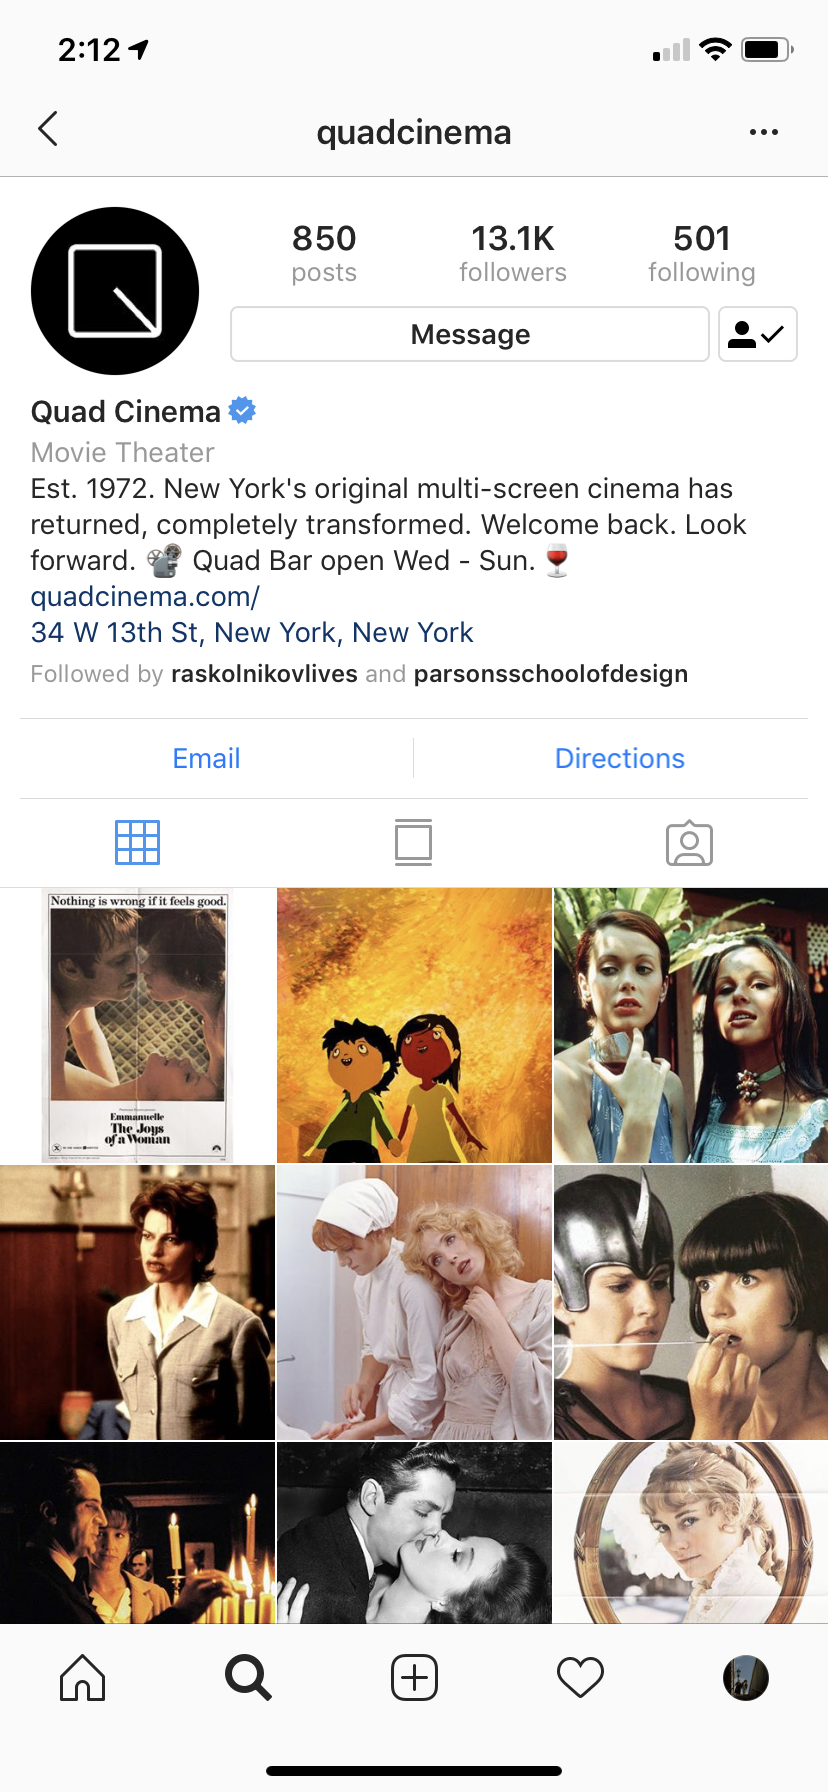 2:12
quadcinema
850
posts
13.1K
followers
501
following
Message
Quad Cinema
Movie Theater
Est. 1972. New York's original multi-screen cinema has
returned, completely transformed. Welcome back. Look
forward. 📽 Quad Bar open Wed - Sun. 🍷
quadcinema.com/
34 W 13th St, New York, New York
Followed by raskolnikovlives and parsonsschoolofdesign
Email
Directions
Nothing is wrong if it feels good.
Emmanuelle
The Joys
of a Woman
X